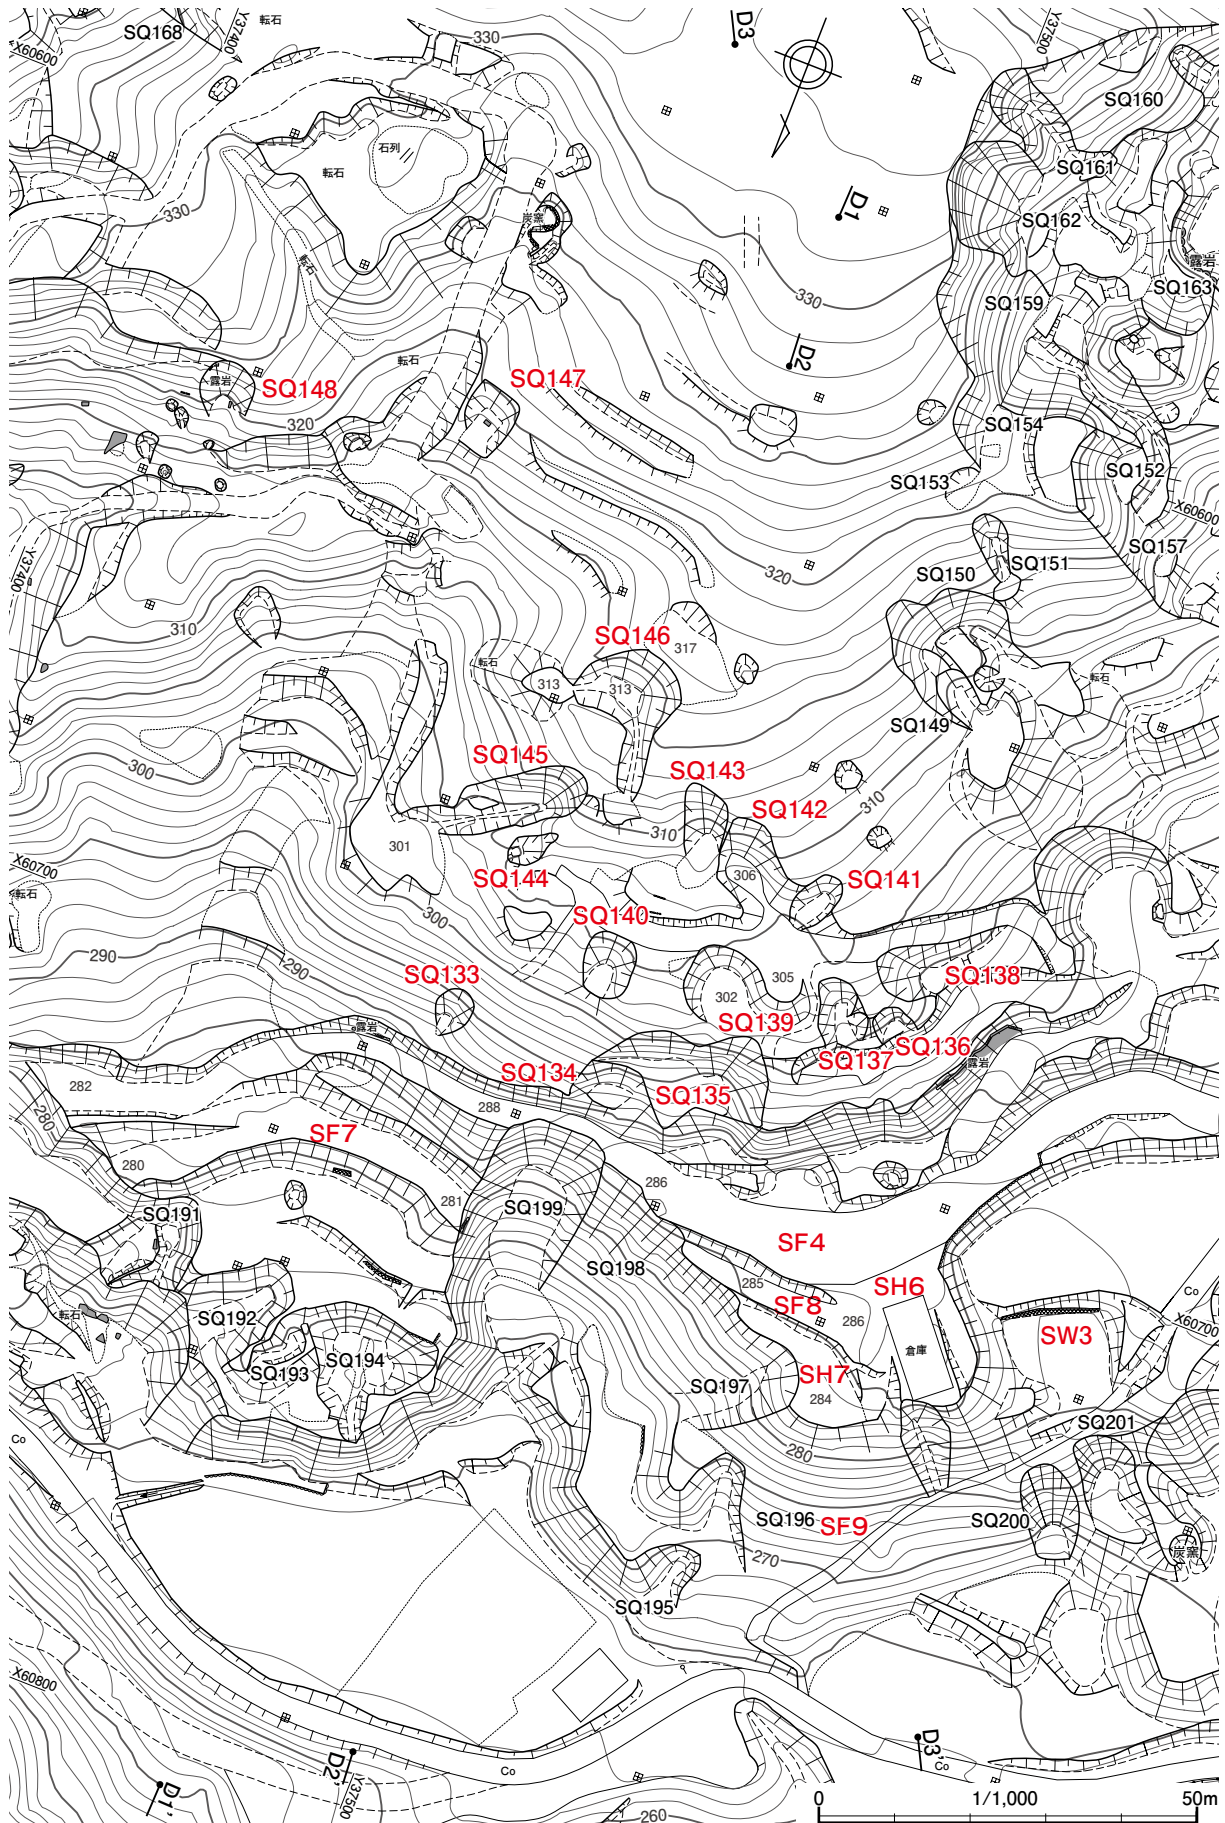 SQ168
転石
Y37400
X60600
330
D3
Y37500
SQ160
石列
転石
SQ161
330
D1
SQ162
炭窯
転石
露岩
SQ163
330
SQ159
転石
D2
露岩
SQ148
SQ147
320
SQ154
SQ152
SQ153
X60600
Y37400
320
SQ157
SQ151
SQ150
310
SQ146
317
転石
313
313
転石
SQ149
300
SQ145
SQ143
310
SQ142
310
301
X60700
306
SQ144
SQ141
転石
300
SQ140
290
290
SQ133
305
SQ138
302
SQ139
露岩
SQ136
SQ137
露岩
282
SQ134
SQ135
280
288
SF7
280
286
281
SQ199
SQ191
SF4
SQ198
285
SH6
Co
SF8
286
転石
SQ192
X60700
SW3
倉庫
SQ194
SQ193
SH7
SQ197
284
SQ201
Co
280
SQ196
SF9
SQ200
炭窯
270
SQ195
X60800
D3'
D2'
Co
Co
D1'
Y37500
0
1/1,000
50m
260